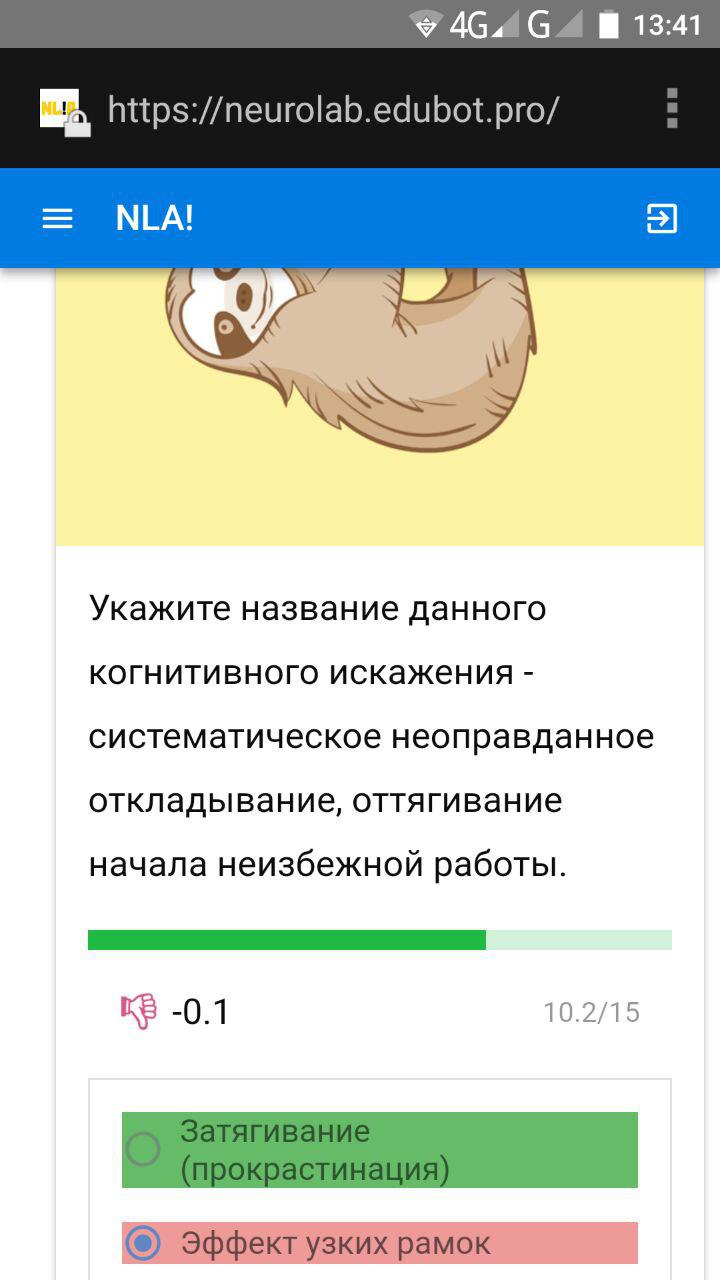 4G G 13:41
NL!A https://neurolab.edubot.pro/
NLA!
Укажите название данного
когнитивного искажения -
систематическое неоправданное
откладывание, оттягивание
начала неизбежной работы.
-0.1 10.2/15
Затягивание
(прокрастинация)
Эффект узких рамок